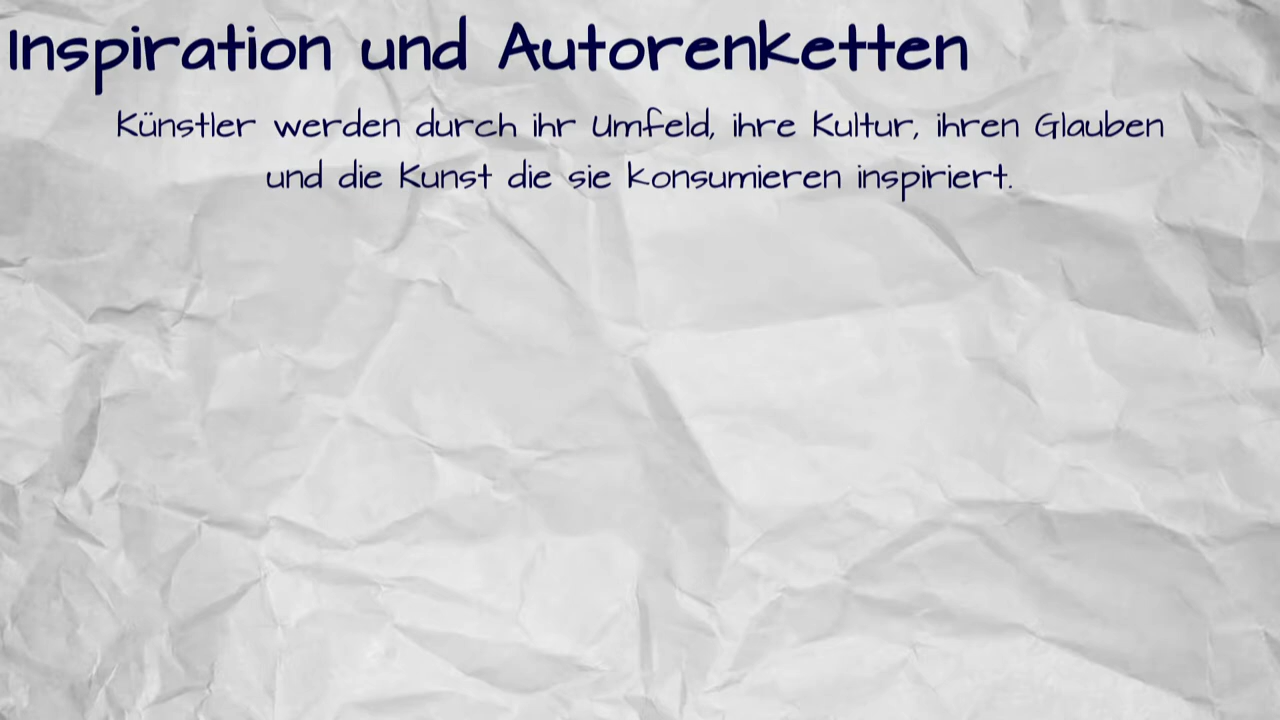 Inspiration und Autorenketten
Künstler werden durch ihr Umfeld, ihre Kultur, ihren Glauben
und die Kunst die sie konsumieren inspiriert.